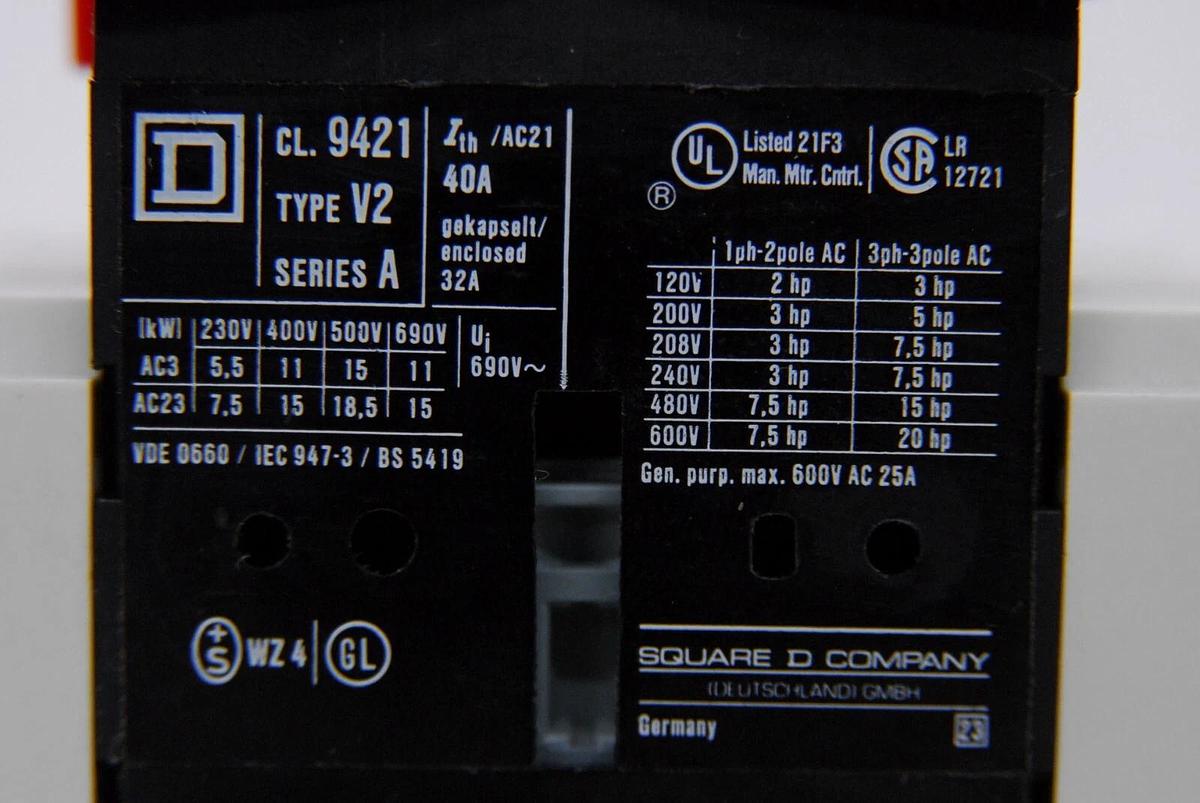 D
CL. 9421
TYPE V2
SERIES A
Ith /AC21
40A
gekapselt/
enclosed
32A
(kW) 230V 400V 500V 690V
AC3 5,5 11 15 11
AC23 7,5 15 18,5 15
Ui
690V~
VDE 0660 / IEC 947-3 / BS 5419
+S WZ 4 GL
UL ® Listed 21F3
Man. Mtr. Cntrl.
SA LR
12721
1ph-2pole AC 3ph-3pole AC
120V 2 hp 3 hp
200V 3 hp 5 hp
208V 3 hp 7,5 hp
240V 3 hp 7,5 hp
480V 7,5 hp 15 hp
600V 7,5 hp 20 hp
Gen. purp. max. 600V AC 25A
SQUARE D COMPANY
(DEUTSCHLAND) GMBH
Germany
23